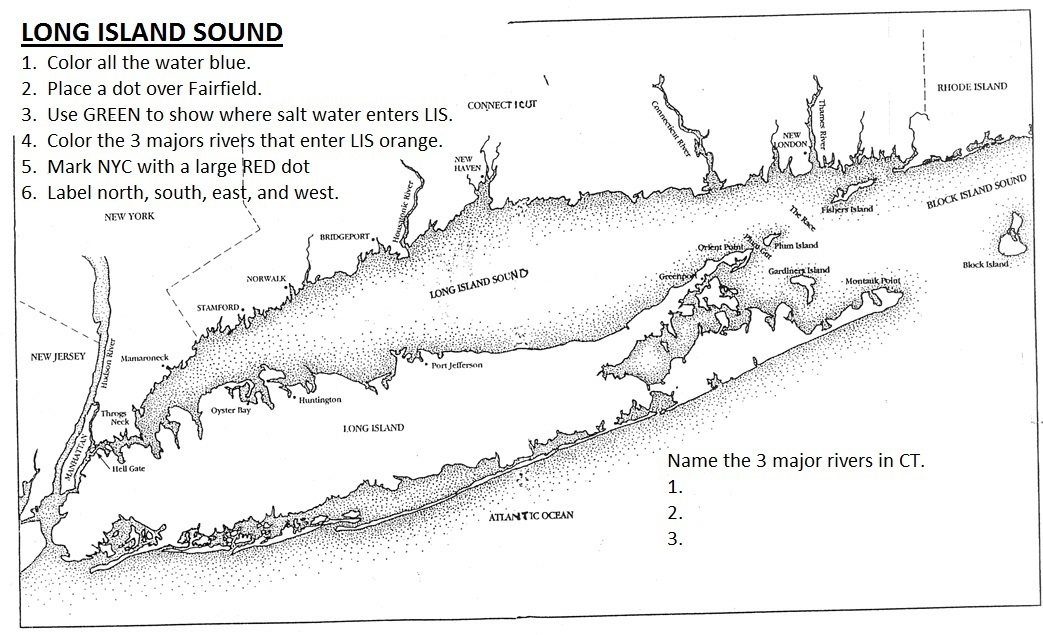 LONG ISLAND SOUND
1. Color all the water blue.
2. Place a dot over Fairfield.
3. Use GREEN to show where salt water enters LIS.
4. Color the 3 majors rivers that enter LIS orange.
5. Mark NYC with a large RED dot
6. Label north, south, east, and west.
CONNECTICUT
RHODE ISLAND
Connecticut River
Thames River
NEW
LONDON
NEW
HAVEN
Housatonic River
NEW YORK
BRIDGEPORT
NORWALK
STAMFORD
LONG ISLAND SOUND
Fishers Island
BLOCK ISLAND SOUND
The Race
Orient Point
Plum Gut
Plum Island
Greenport
Gardiners Island
Montauk Point
Block Island
NEW JERSEY
Hudson River
Mamaroneck
Port Jefferson
Huntington
Oyster Bay
Throgs
Neck
MANHATTAN
Hell Gate
LONG ISLAND
ATLANTIC OCEAN
Name the 3 major rivers in CT.
1.
2.
3.